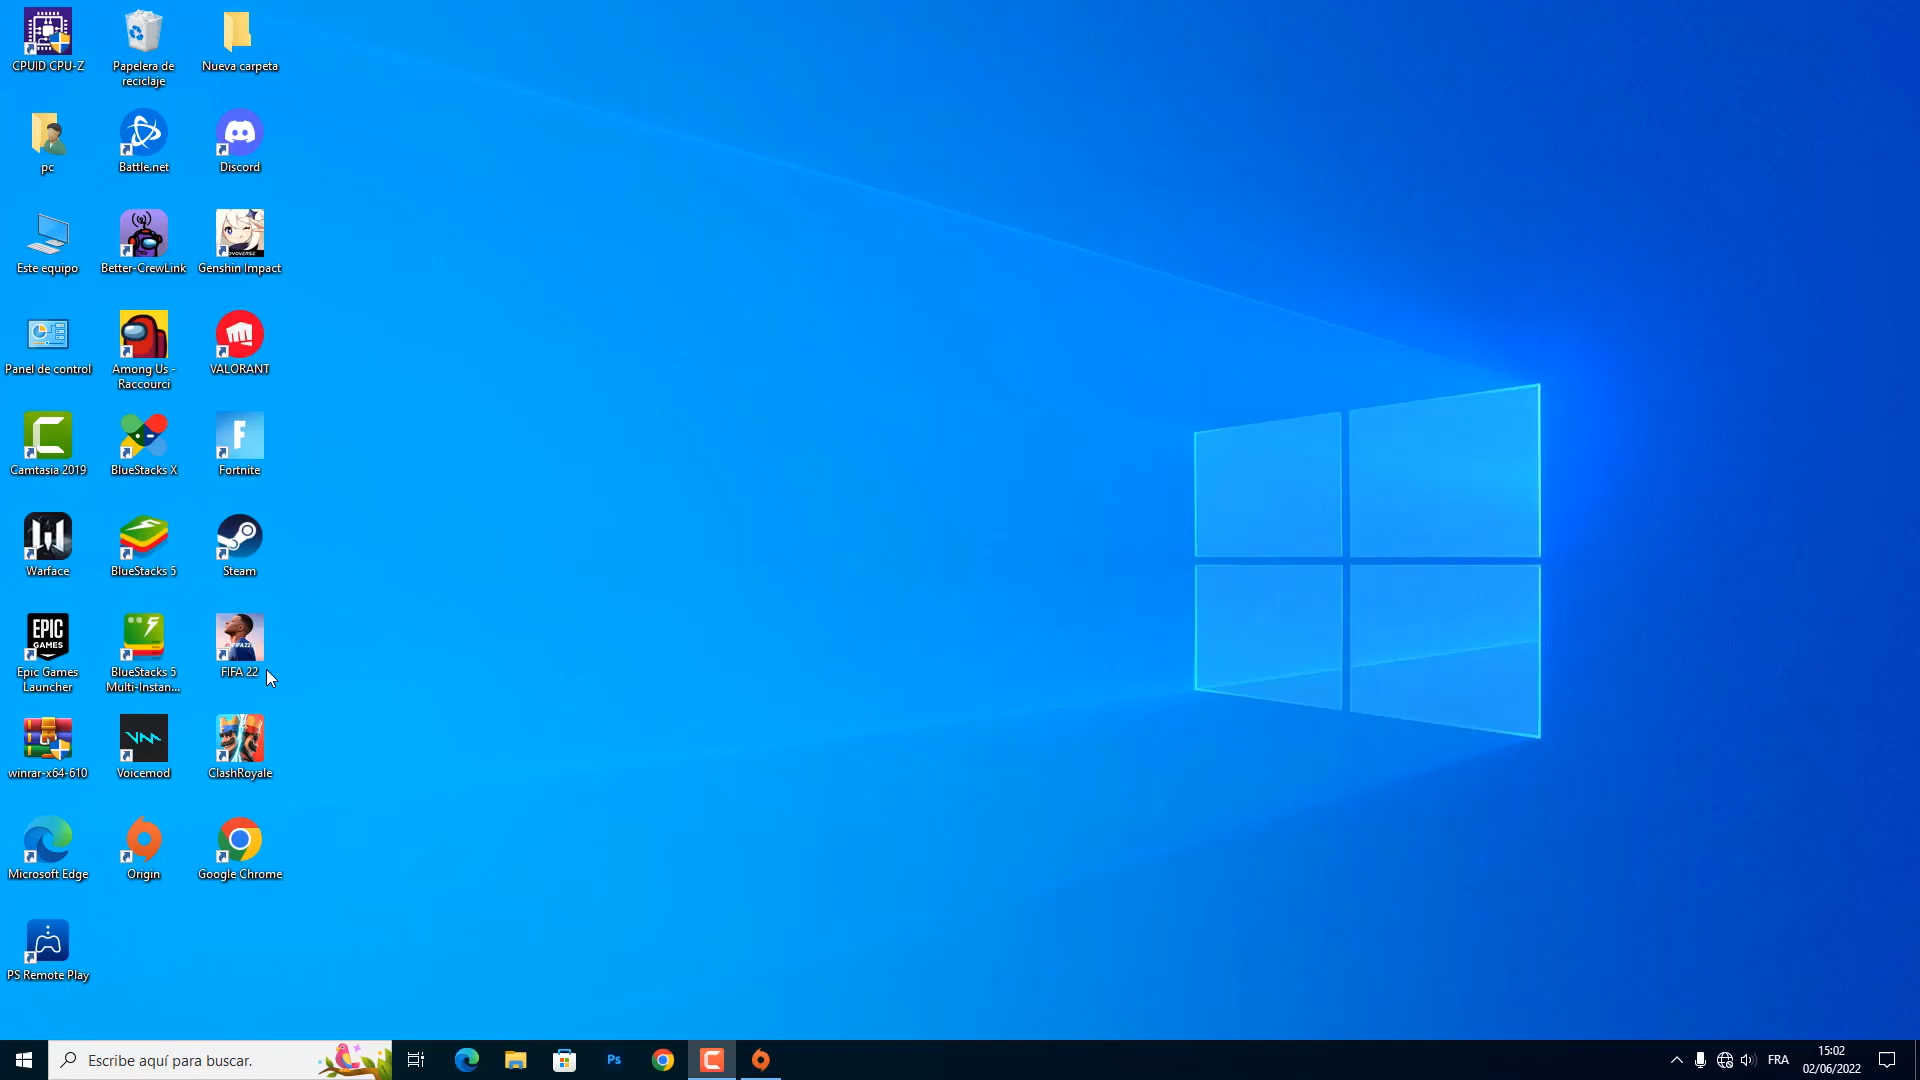 CPUID CPU-Z
Papelera de
reciclaje
Nueva carpeta
pc
Battle.net
Discord
Este equipo
Better-CrewLink
Genshin Impact
Panel de control
Among Us -
Raccourci
VALORANT
Camtasia 2019
BlueStacks X
F
Fortnite
Warface
BlueStacks 5
Steam
EPIC
GAMES
Epic Games
Launcher
BlueStacks 5
Multi-Instan...
FIFA 22
winrar-x64-610
Voicemod
ClashRoyale
Microsoft Edge
Origin
Google Chrome
PS Remote Play
Escribe aquí para buscar.
Ps
FRA
15:02
02/06/2022